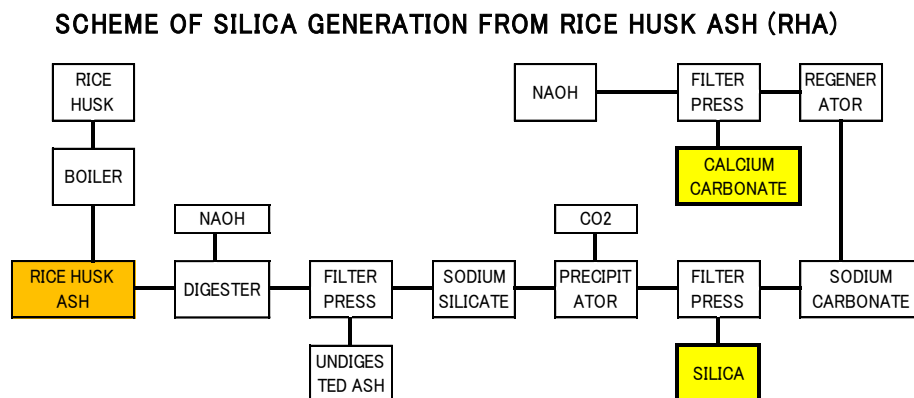 SCHEME OF SILICA GENERATION FROM RICE HUSK ASH (RHA)
RICE
HUSK
NAOH
FILTER
PRESS
REGENER
ATOR
BOILER
CALCIUM
CARBONATE
NAOH
CO2
RICE HUSK
ASH
DIGESTER
FILTER
PRESS
SODIUM
SILICATE
PRECIPIT
ATOR
FILTER
PRESS
SODIUM
CARBONATE
UNDIGES
TED ASH
SILICA